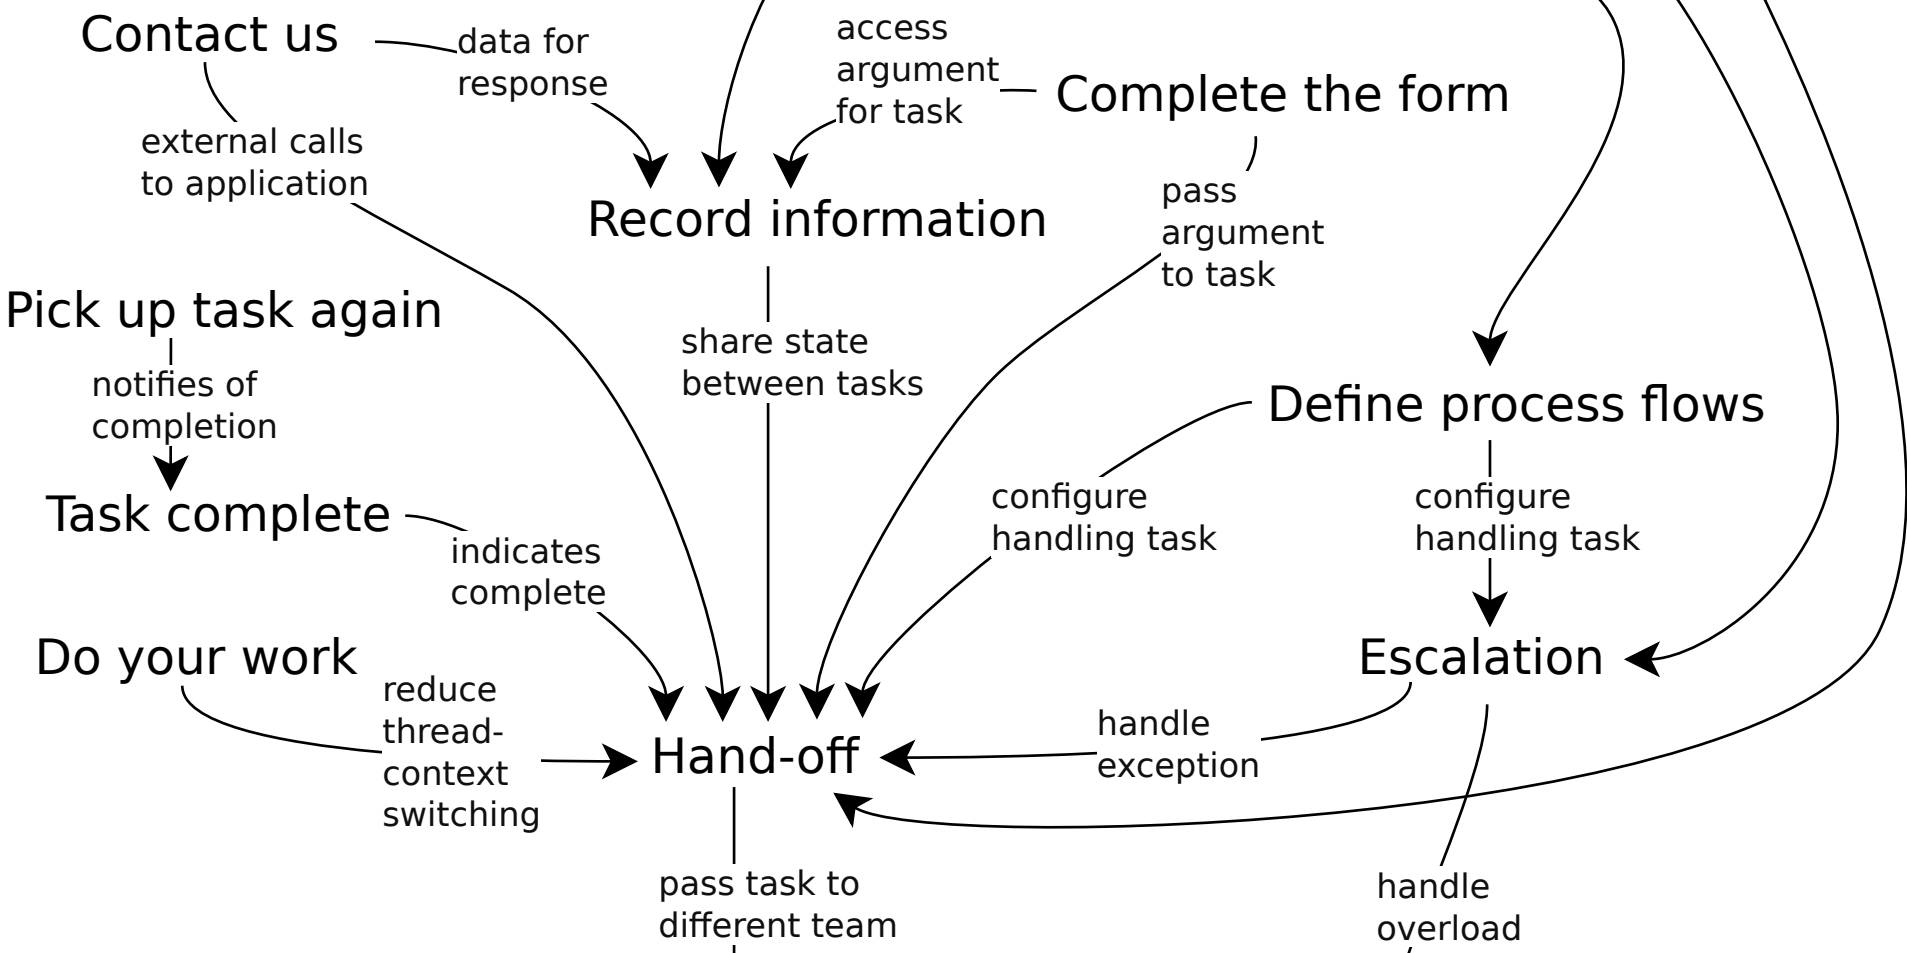 Contact us
data for
response
access
argument
for task
Complete the form
external calls
to application
pass
argument
to task
Record information
Pick up task again
share state
between tasks
notifies of
completion
Define process flows
Task complete
configure
handling task
configure
handling task
indicates
complete
Do your work
Escalation
reduce
thread-
context
switching
Hand-off
handle
exception
pass task to
different team
handle
overload